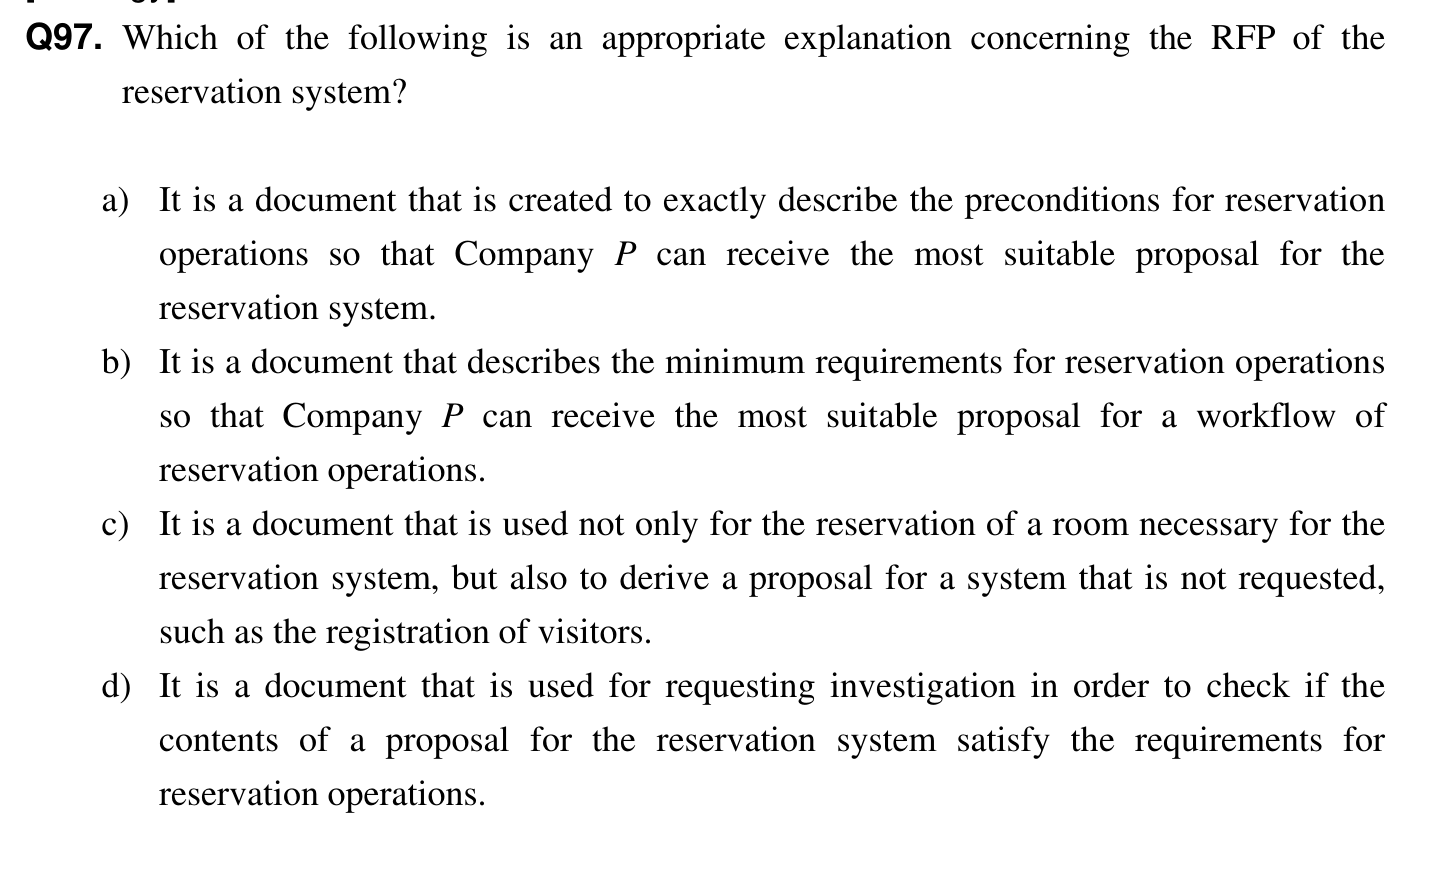 Q97. Which of the following is an appropriate explanation concerning the RFP of the
reservation system?
a) It is a document that is created to exactly describe the preconditions for reservation
operations so that Company P can receive the most suitable proposal for the
reservation system.
b) It is a document that describes the minimum requirements for reservation operations
so that Company P can receive the most suitable proposal for a workflow of
reservation operations.
c) It is a document that is used not only for the reservation of a room necessary for the
reservation system, but also to derive a proposal for a system that is not requested,
such as the registration of visitors.
d) It is a document that is used for requesting investigation in order to check if the
contents of a proposal for the reservation system satisfy the requirements for
reservation operations.